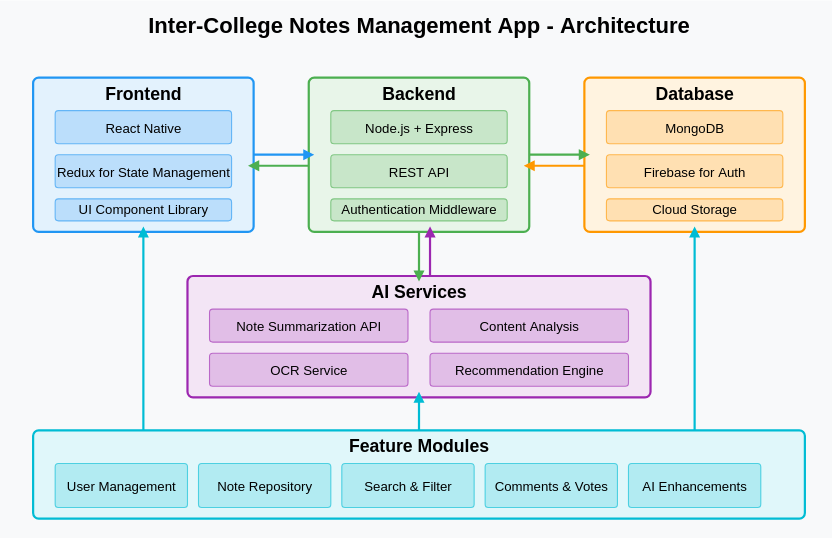 Inter-College Notes Management App - Architecture
Frontend
React Native
Redux for State Management
UI Component Library
Backend
Node.js + Express
REST API
Authentication Middleware
Database
MongoDB
Firebase for Auth
Cloud Storage
AI Services
Note Summarization API
Content Analysis
OCR Service
Recommendation Engine
Feature Modules
User Management
Note Repository
Search & Filter
Comments & Votes
AI Enhancements